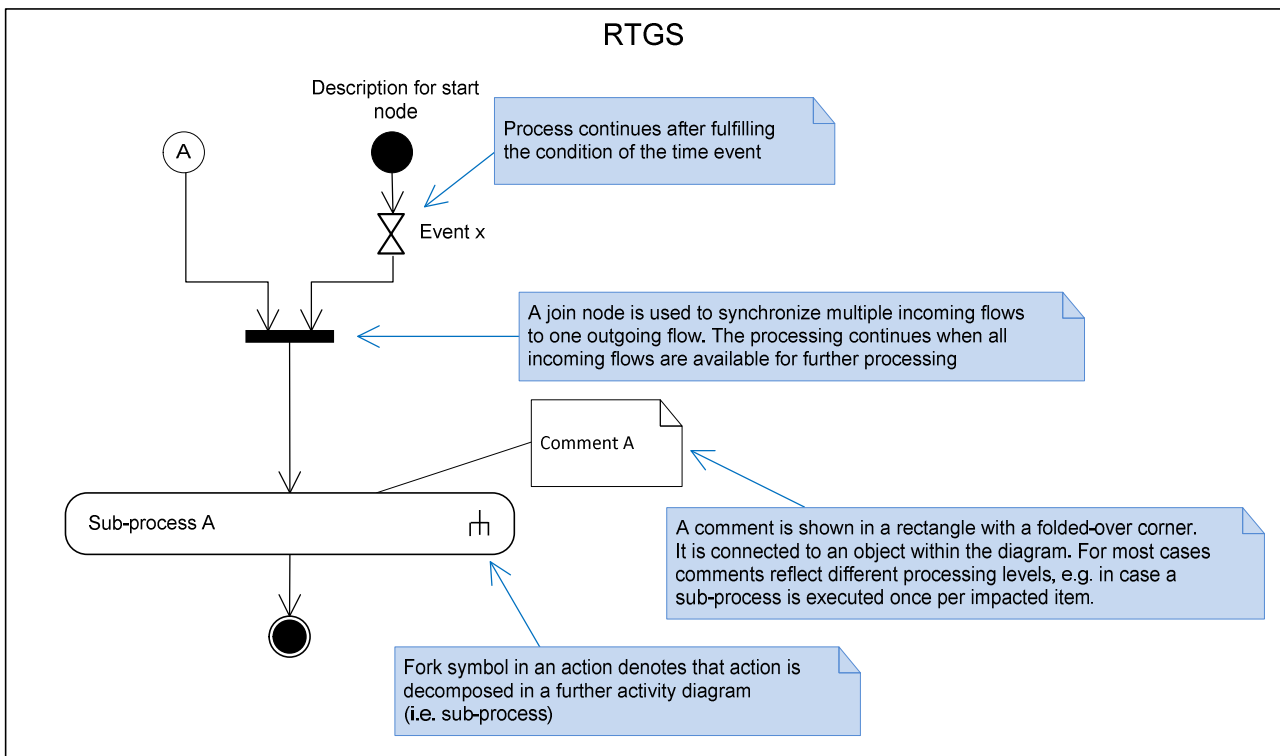 RTGS
Description for start
node
Process continues after fulfilling
the condition of the time event
A
Event x
A join node is used to synchronize multiple incoming flows
to one outgoing flow. The processing continues when all
incoming flows are available for further processing
Comment A
Sub-process A
A comment is shown in a rectangle with a folded-over corner.
It is connected to an object within the diagram. For most cases
comments reflect different processing levels, e.g. in case a
sub-process is executed once per impacted item.
Fork symbol in an action denotes that action is
decomposed in a further activity diagram
(i.e. sub-process)